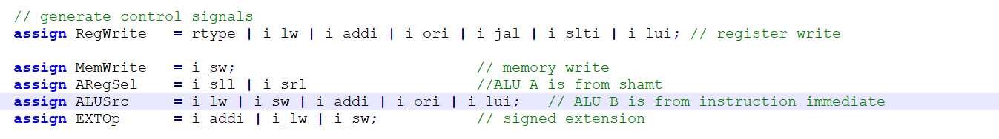 // generate control signals
assign RegWrite = rtype | i_lw | i_addi | i_ori | i_jal | i_slti | i_lui; // register write
assign MemWrite = i_sw; // memory write
assign ARegSel = i_sll | i_srl //ALU A is from shamt
assign ALUSrc = i_lw | i_sw | i_addi | i_ori | i_lui; // ALU B is from instruction immediate
assign EXTOp = i_addi | i_lw | i_sw; // signed extension